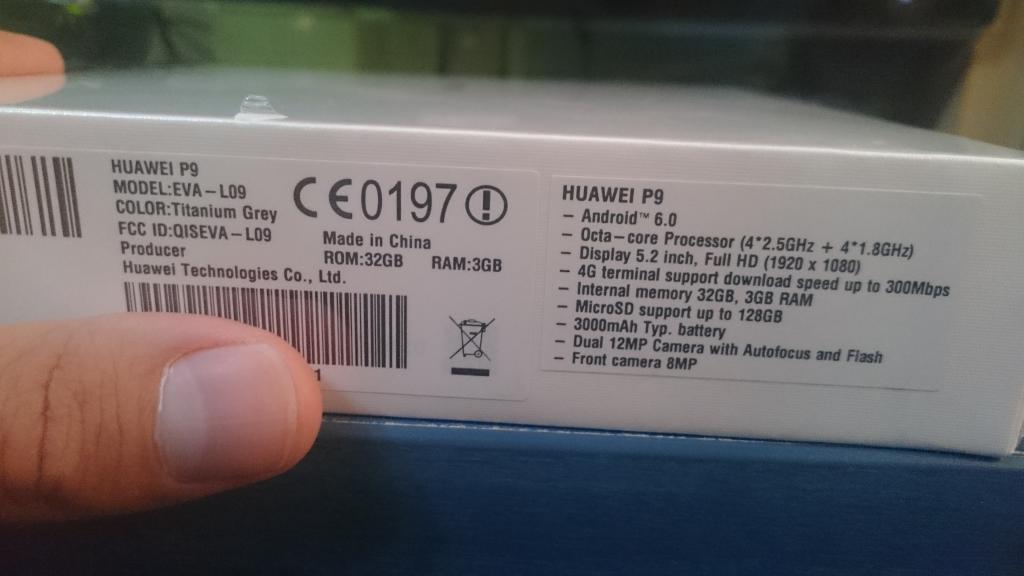 HUAWEI P9
MODEL:EVA-L09
COLOR:Titanium Grey
FCC ID:QISEVA-L09
Producer
Huawei Technologies Co., Ltd.
CE0197
Made in China
ROM:32GB RAM:3GB
1
HUAWEI P9
- Android™ 6.0
- Octa-core Processor (4*2.5GHz + 4*1.8GHz)
- Display 5.2 inch, Full HD (1920 x 1080)
- 4G terminal support download speed up to 300Mbps
- Internal memory 32GB, 3GB RAM
- MicroSD support up to 128GB
- 3000mAh Typ. battery
- Dual 12MP Camera with Autofocus and Flash
- Front camera 8MP